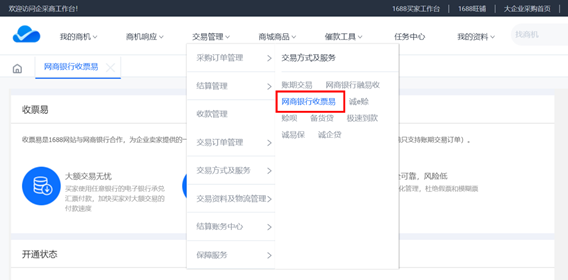 欢迎访问企采商工作台!
1688买家工作台 1688旺铺 大企业采购首页
我的商机 商机响应 交易管理 商城商品 催款工具 任务中心 我的资料 找商机
网商银行收票易
采购订单管理
结算管理
收款管理
交易订单管理
交易方式及服务
交易资料及物流管理
结算账务中心
保障服务
交易方式及服务
账期交易 网商银行融易收
网商银行收票易 诚e赊
赊呗 备货贷 极速到款
诚易保 诚企贷
收票易
收票易是1688网站与网商银行合作，为企业卖家提供的一
只支持账期交易订单）。
大额交易无忧
买家使用任意银行的电子银行承兑
汇票付款，加快买家对大额交易的
付款速度
可靠，风险低
化管理，杜绝假票和模糊票
开通状态